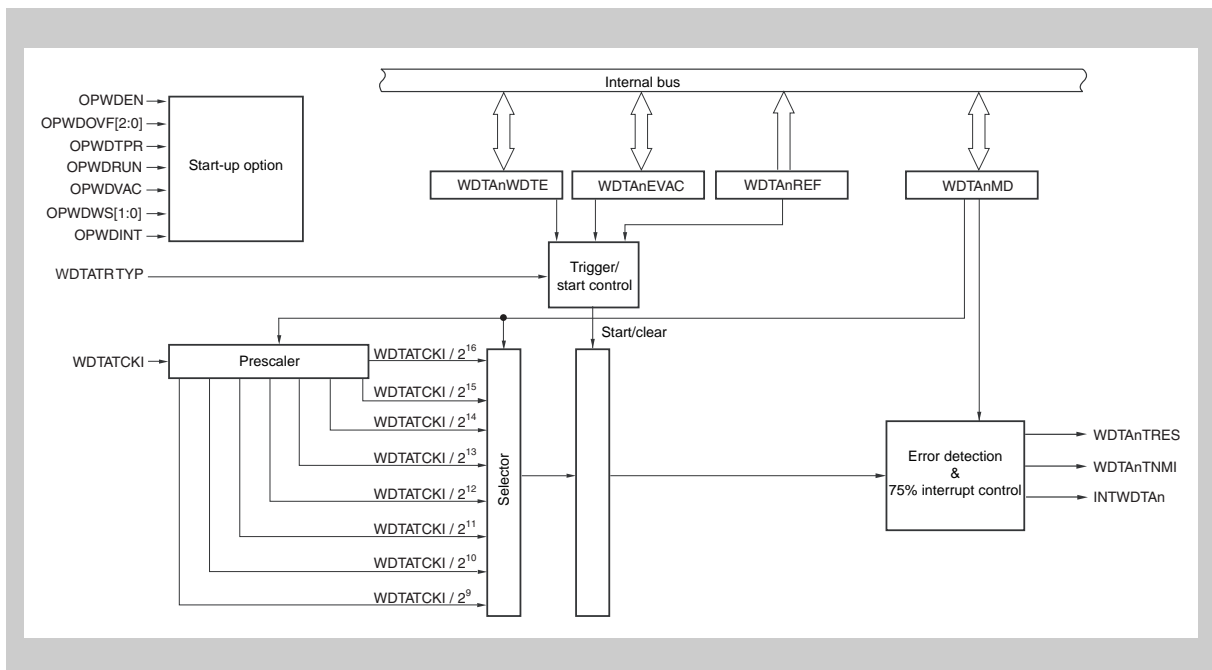 Internal bus
OPWDEN
OPWDOVF[2:0]
OPWDTPR
OPWDRUN
OPWDVAC
OPWDWS[1:0]
OPWDINT
Start-up option
WDTAnWDTE
WDTAnEVAC
WDTAnREF
WDTAnMD
WDTATRTYP
Trigger/
start control
Start/clear
WDTATCKI
Prescaler
WDTATCKI / 2¹⁶
WDTATCKI / 2¹⁵
WDTATCKI / 2¹⁴
WDTATCKI / 2¹³
WDTATCKI / 2¹²
WDTATCKI / 2¹¹
WDTATCKI / 2¹⁰
WDTATCKI / 2⁹
Selector
Error detection
&
75% interrupt control
WDTAnTRES
WDTAnTNMI
INTWDTAn